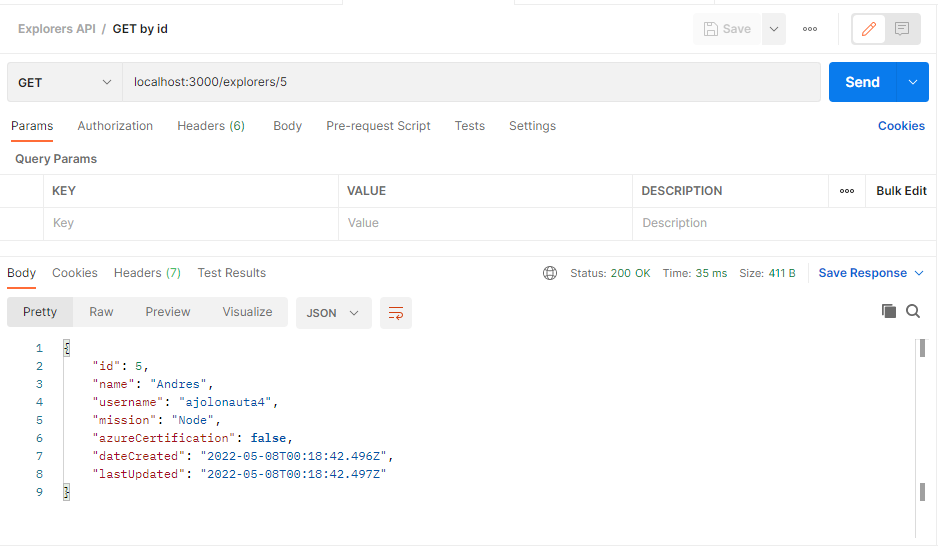 Explorers API / GET by id
Save
GET localhost:3000/explorers/5 Send
Params Authorization Headers (6) Body Pre-request Script Tests Settings Cookies
Query Params
KEY VALUE DESCRIPTION Bulk Edit
Key Value Description
Body Cookies Headers (7) Test Results Status: 200 OK Time: 35 ms Size: 411 B Save Response
Pretty Raw Preview Visualize JSON
1 {
2 "id": 5,
3 "name": "Andres",
4 "username": "ajolonauta4",
5 "mission": "Node",
6 "azureCertification": false,
7 "dateCreated": "2022-05-08T00:18:42.496Z",
8 "lastUpdated": "2022-05-08T00:18:42.497Z"
9 }